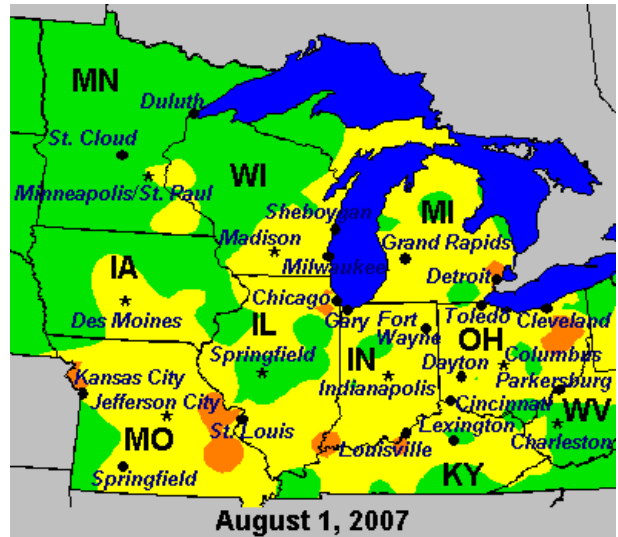 MN
Duluth
St. Cloud
WI
Minneapolis/St. Paul
Sheboygan
MI
Madison
Grand Rapids
Milwaukee
IA
Detroit
Chicago
Des Moines
IL
Gary
Fort
Wayne
Toledo
Cleveland
OH
Springfield
IN
Dayton
Columbus
Kansas City
Indianapolis
Parkersburg
Jefferson City
Cincinnati
WV
St. Louis
Lexington
MO
Louisville
Charleston
Springfield
KY
August 1, 2007